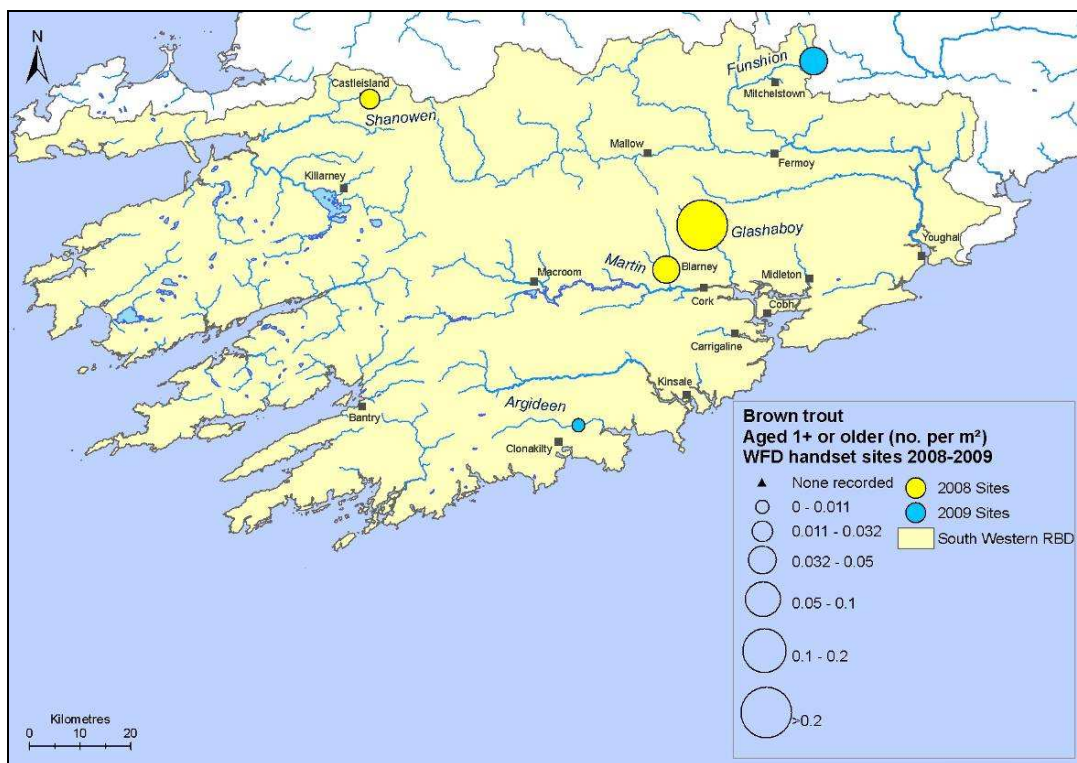 N
Funshion
Castleisland
Mitchelstown
Shanowen
Mallow
Fermoy
Killarney
Glashaboy
Youghal
Martin
Blarney
Macroom
Midleton
Cork
Cobh
Carrigaline
Kinsale
Argideen
Bantry
Clonakilty
Brown trout
Aged 1+ or older (no. per m²)
WFD handset sites 2008-2009
None recorded
0 - 0.011
0.011 - 0.032
0.032 - 0.05
0.05 - 0.1
0.1 - 0.2
>0.2
2008 Sites
2009 Sites
South Western RBD
Kilometres
0 10 20